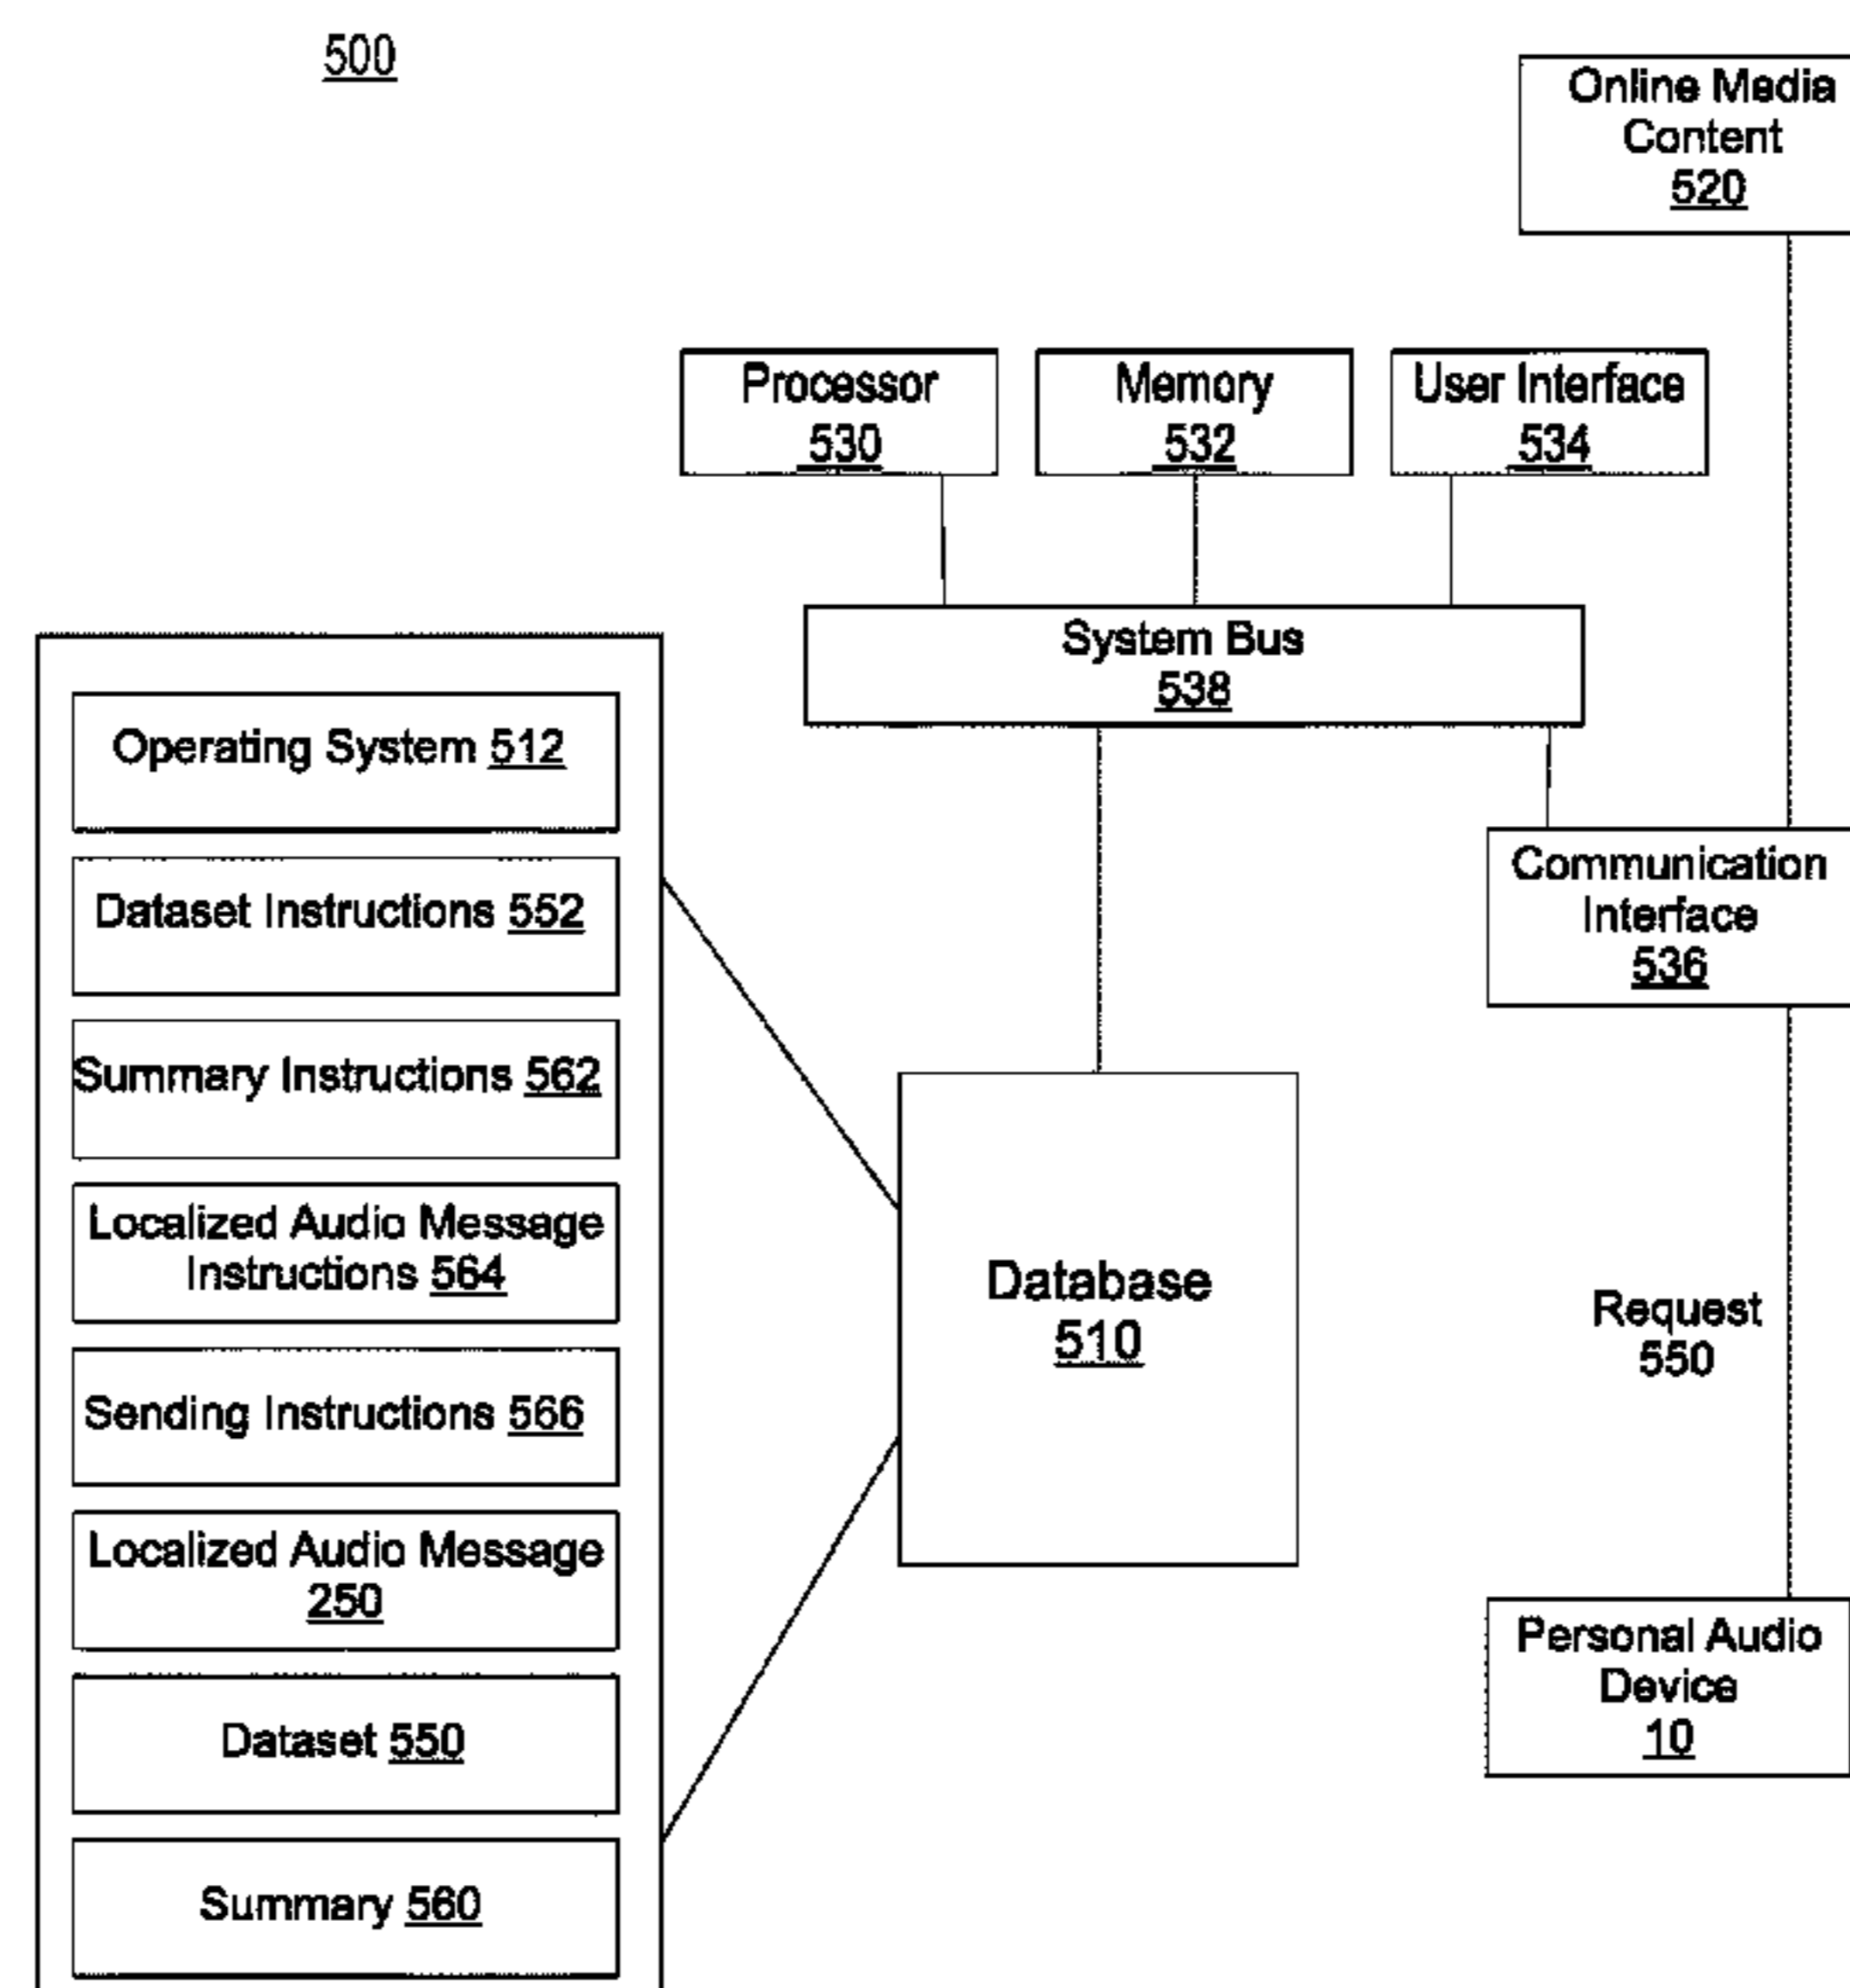 500
Online Media
Content
520
Processor
530
Memory
532
User Interface
534
System Bus
538
Operating System 512
Dataset Instructions 552
Summary Instructions 562
Localized Audio Message
Instructions 564
Sending Instructions 566
Localized Audio Message
250
Dataset 550
Summary 560
Database
510
Communication
Interface
536
Request
550
Personal Audio
Device
10